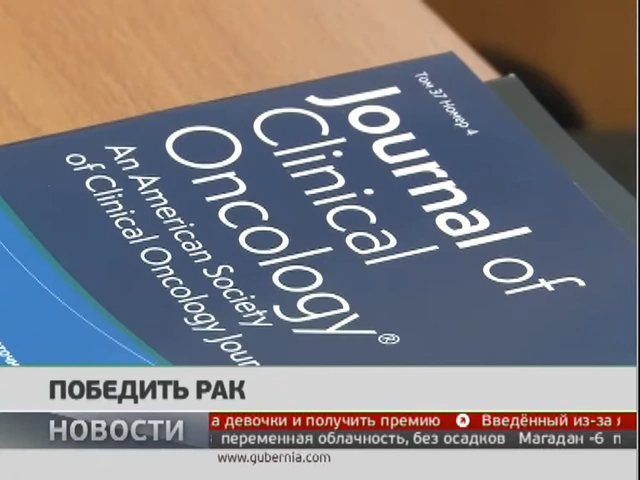 Том 37 Номер 4
Journal of
Clinical
Oncology®
An American Society
of Clinical Oncology Jour
ПОБЕДИТЬ РАК
НОВОСТИ
а девочки и получить премию
Введённый из-за
переменная облачность, без осадков Магадан -6
www.gubernia.com